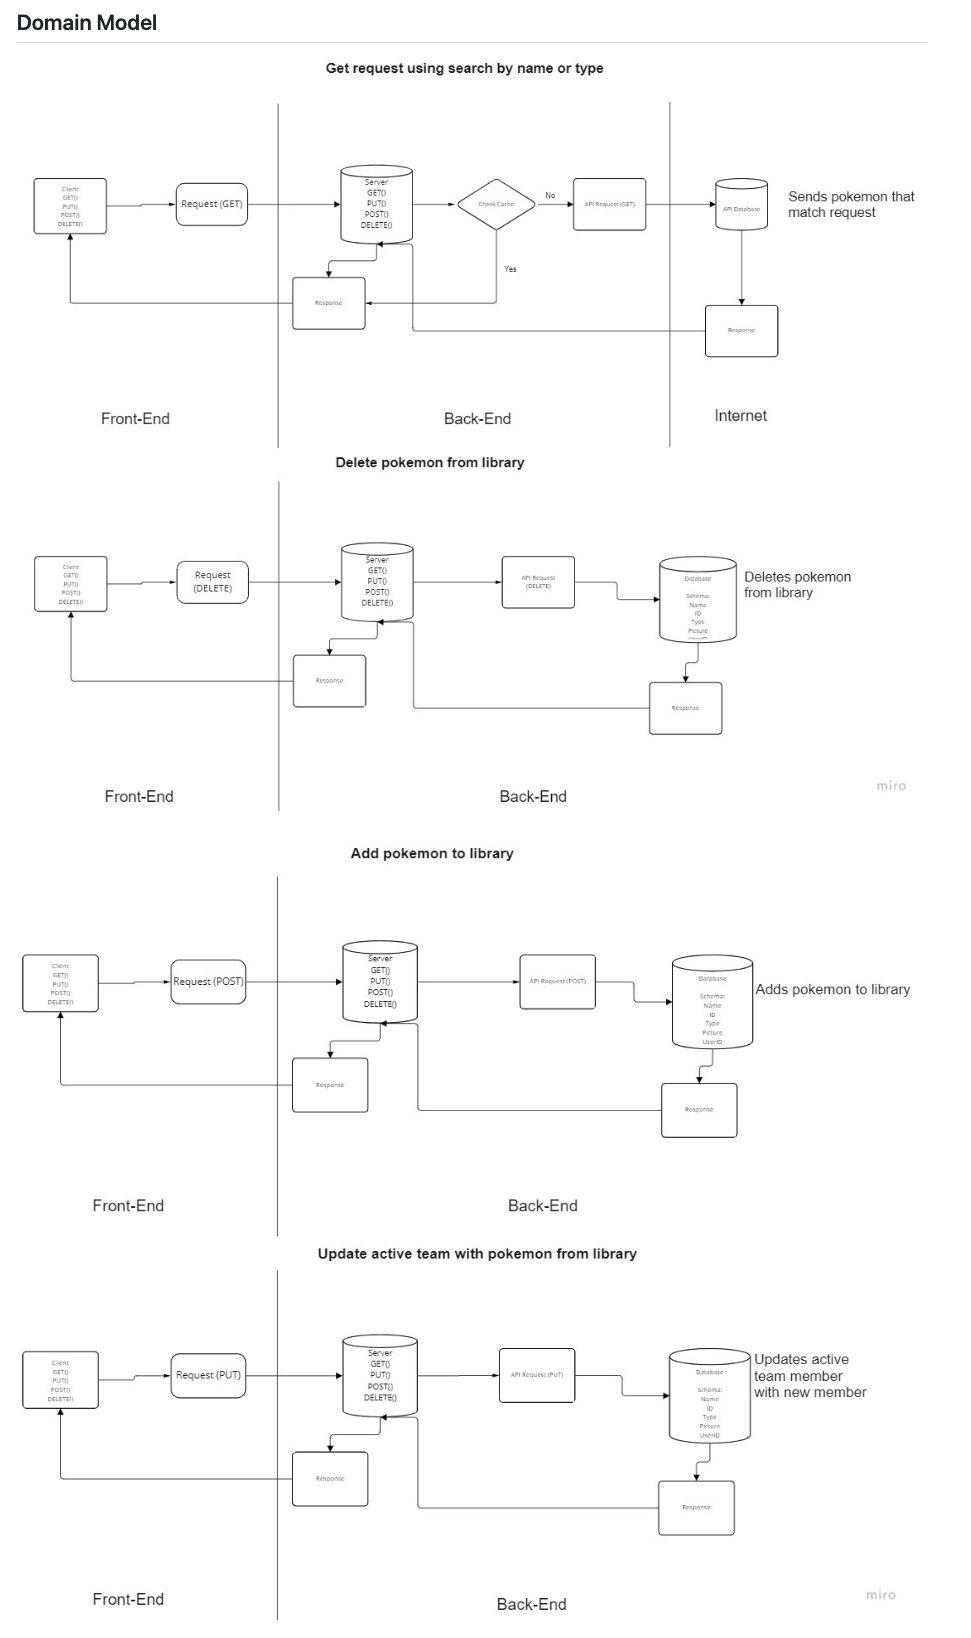 Domain Model
Get request using search by name or type
Client
GET()
PUT()
POST()
DELETE()
Request (GET)
Server
GET()
PUT()
POST()
DELETE()
Check Cache
No
API Request (GET)
API Database
Sends pokemon that
match request
Yes
Response
Response
Front-End
Back-End
Internet
Delete pokemon from library
Client
GET()
PUT()
POST()
DELETE()
Request
(DELETE)
Server
GET()
PUT()
POST()
DELETE()
API Request
(DELETE)
Database
Schema:
Name
ID
Type
Picture
Deletes pokemon
from library
Response
Response
Front-End
Back-End
miro
Add pokemon to library
Client
GET()
PUT()
POST()
DELETE()
Request (POST)
Server
GET()
PUT()
POST()
DELETE()
API Request (POST)
Database
Schema:
Name
ID
Type
Picture
UserID
Adds pokemon to library
Response
Response
Front-End
Back-End
Update active team with pokemon from library
Client
GET()
PUT()
POST()
DELETE()
Request (PUT)
Server
GET()
PUT()
POST()
DELETE()
API Request (PUT)
Database
Schema:
Name
ID
Type
Picture
UserID
Updates active
team member
with new member
Response
Response
Front-End
Back-End
miro